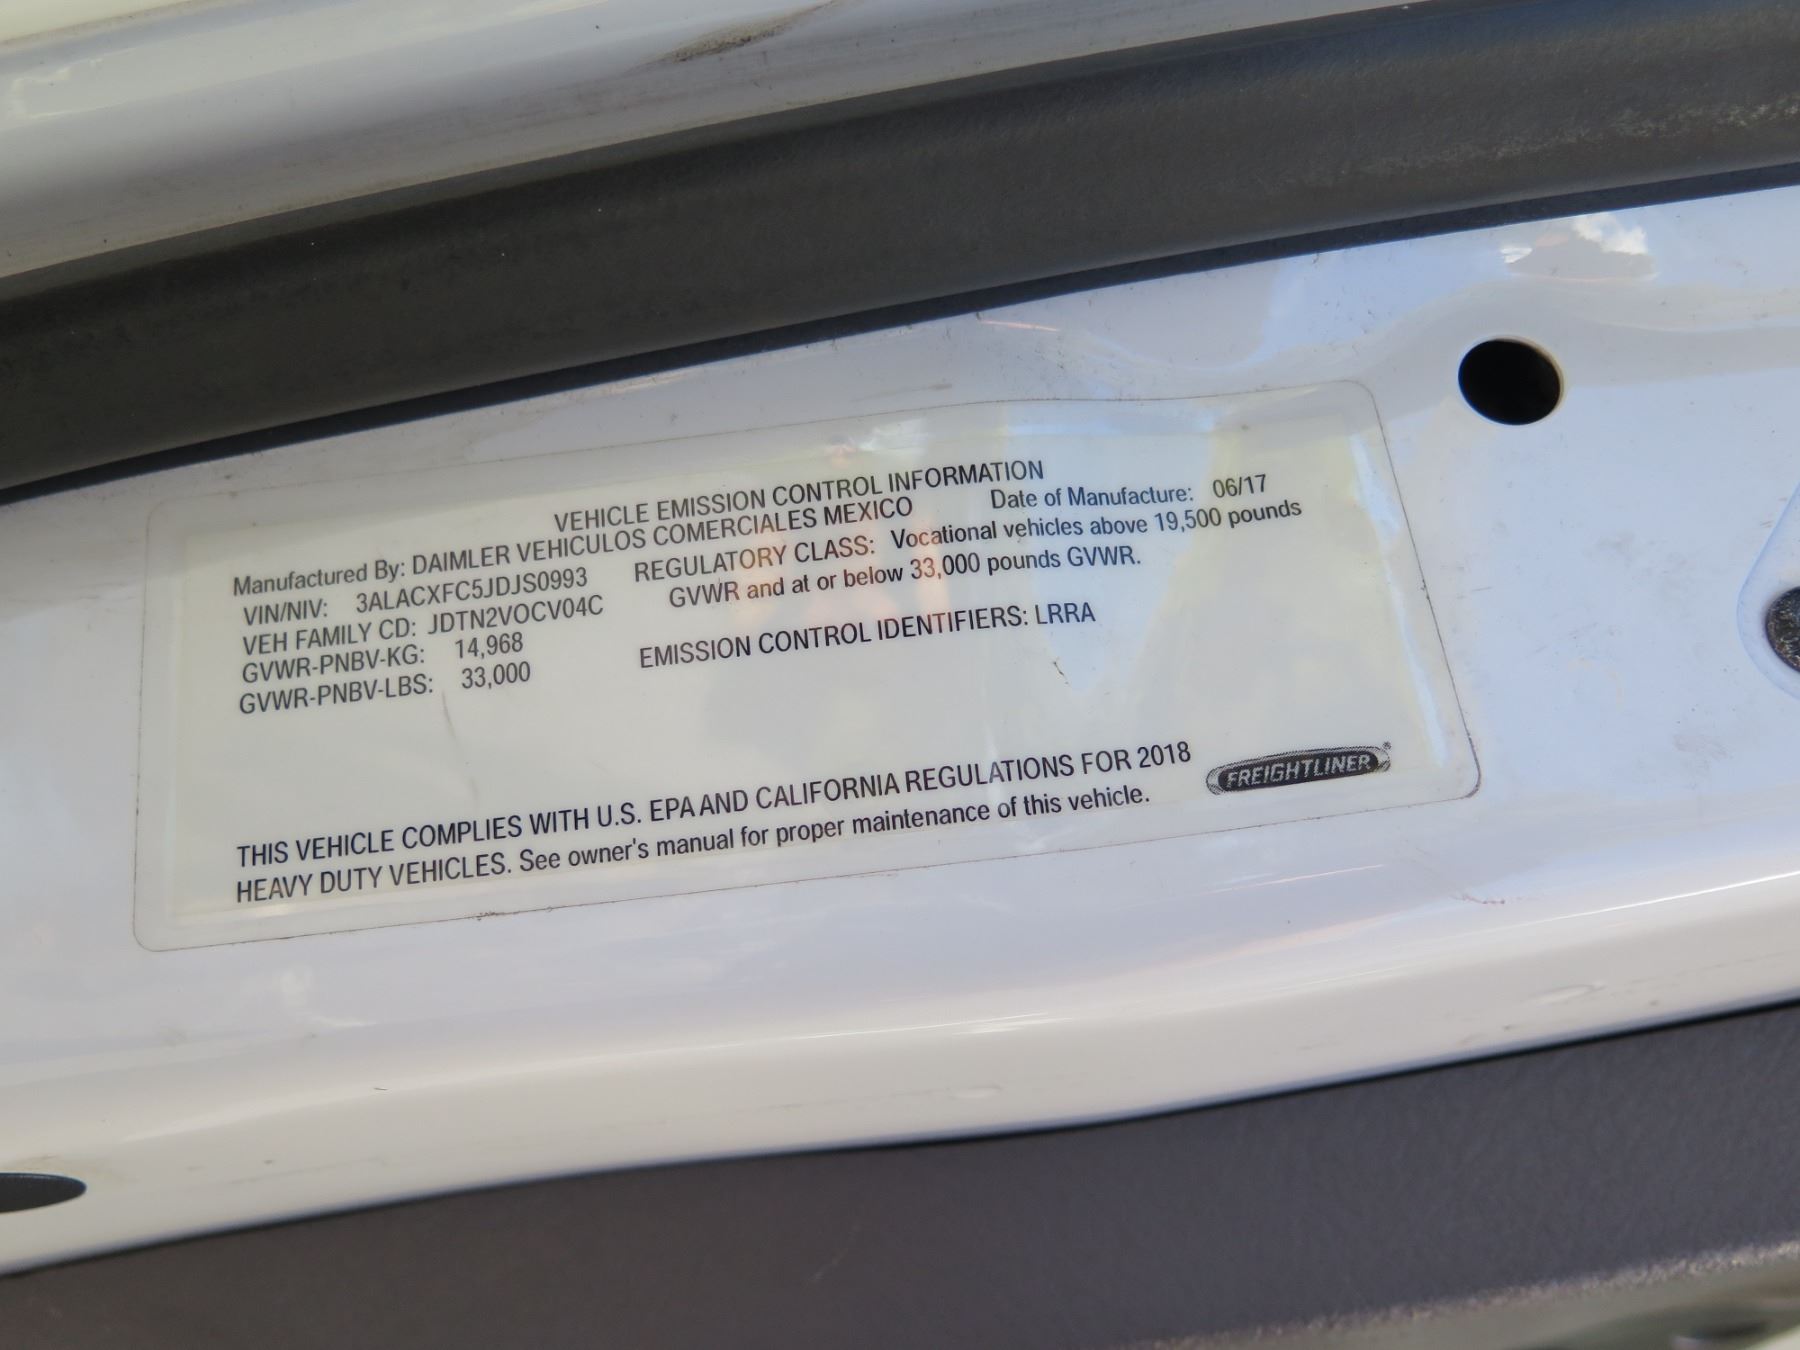 VEHICLE EMISSION CONTROL INFORMATION
Manufactured By: DAIMLER VEHICULOS COMERCIALES MEXICO Date of Manufacture: 06/17
VIN/NIV: 3ALACXFC5JDJS0993 REGULATORY CLASS: Vocational vehicles above 19,500 pounds
VEH FAMILY CD: JDTN2VOCV04C GVWR and at or below 33,000 pounds GVWR.
GVWR-PNBV-KG: 14,968
GVWR-PNBV-LBS: 33,000 EMISSION CONTROL IDENTIFIERS: LRRA
THIS VEHICLE COMPLIES WITH U.S. EPA AND CALIFORNIA REGULATIONS FOR 2018
HEAVY DUTY VEHICLES. See owner's manual for proper maintenance of this vehicle.
FREIGHTLINER®